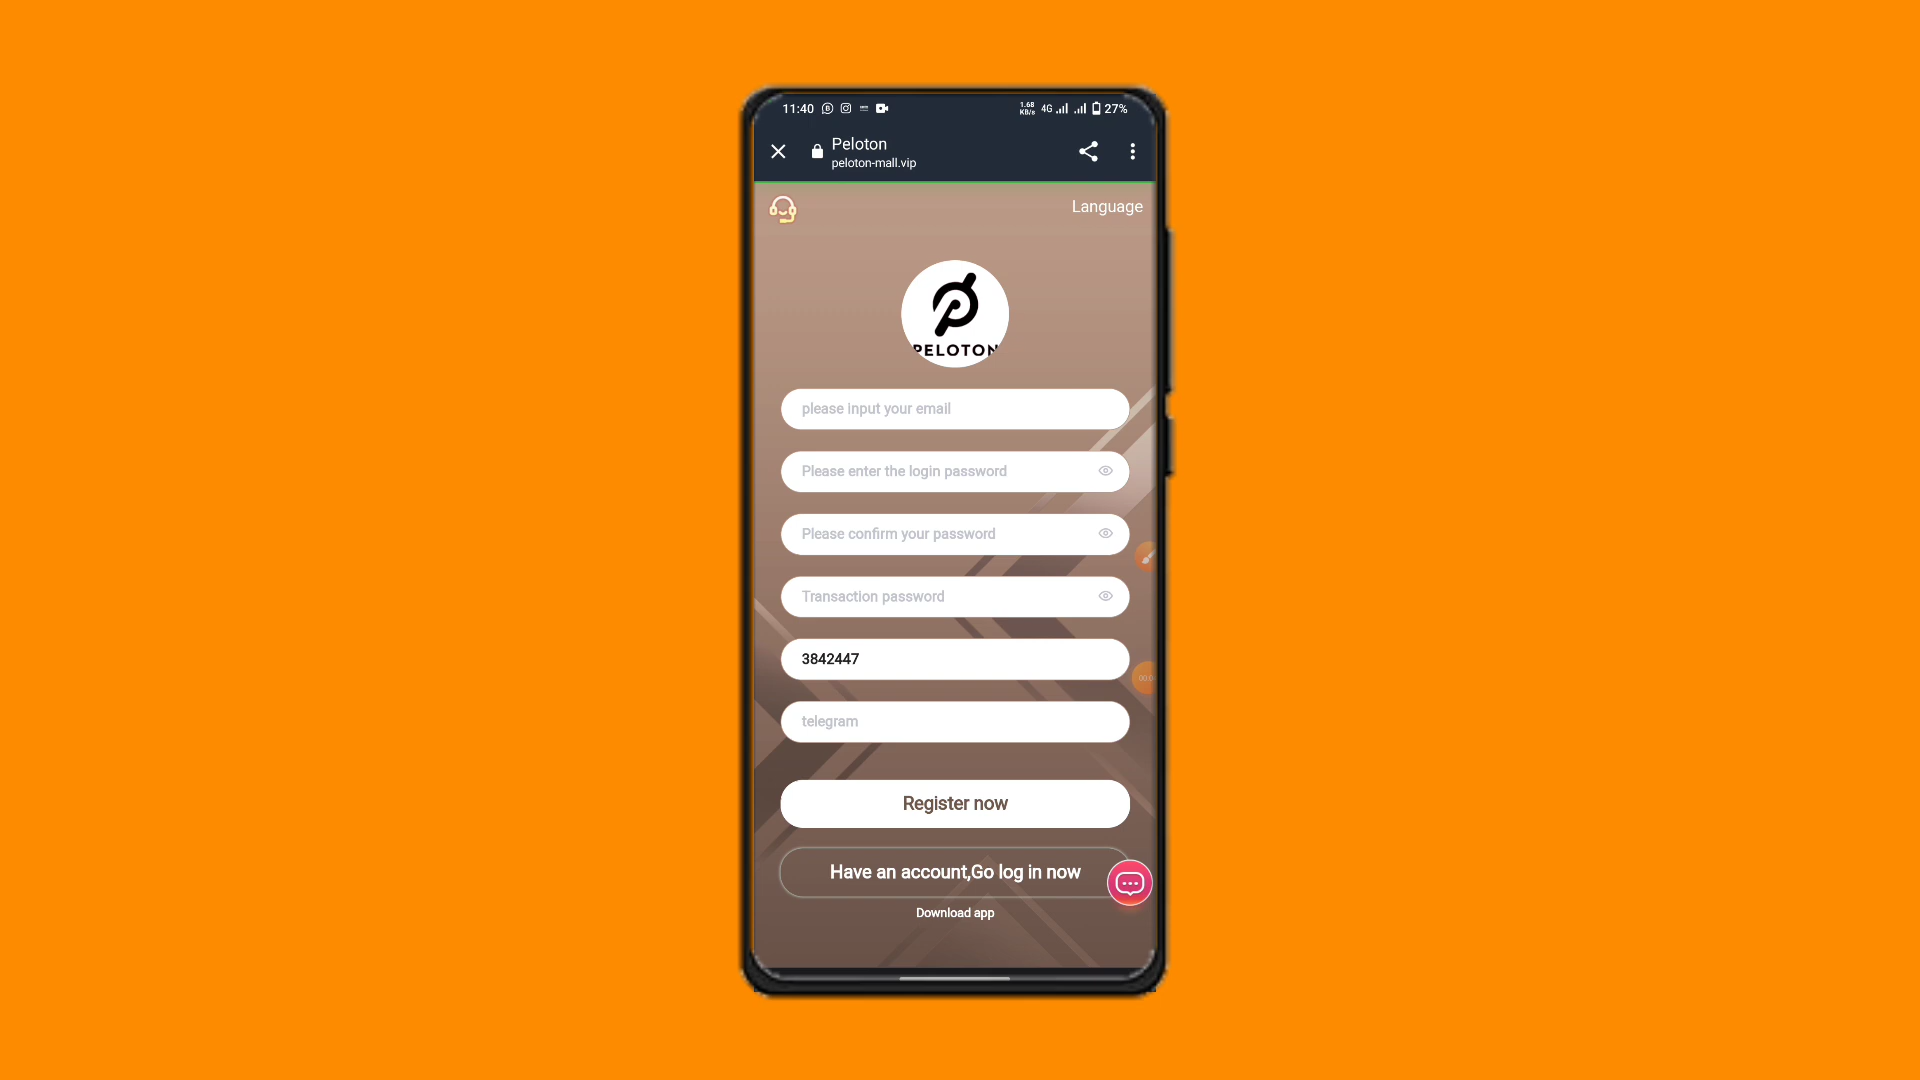 11:40
1.68
KB/s
4G
27%
Peloton
peloton-mall.vip
Language
PELOTON
please input your email
Please enter the login password
Please confirm your password
Transaction password
3842447
telegram
Register now
Have an account,Go log in now
Download app